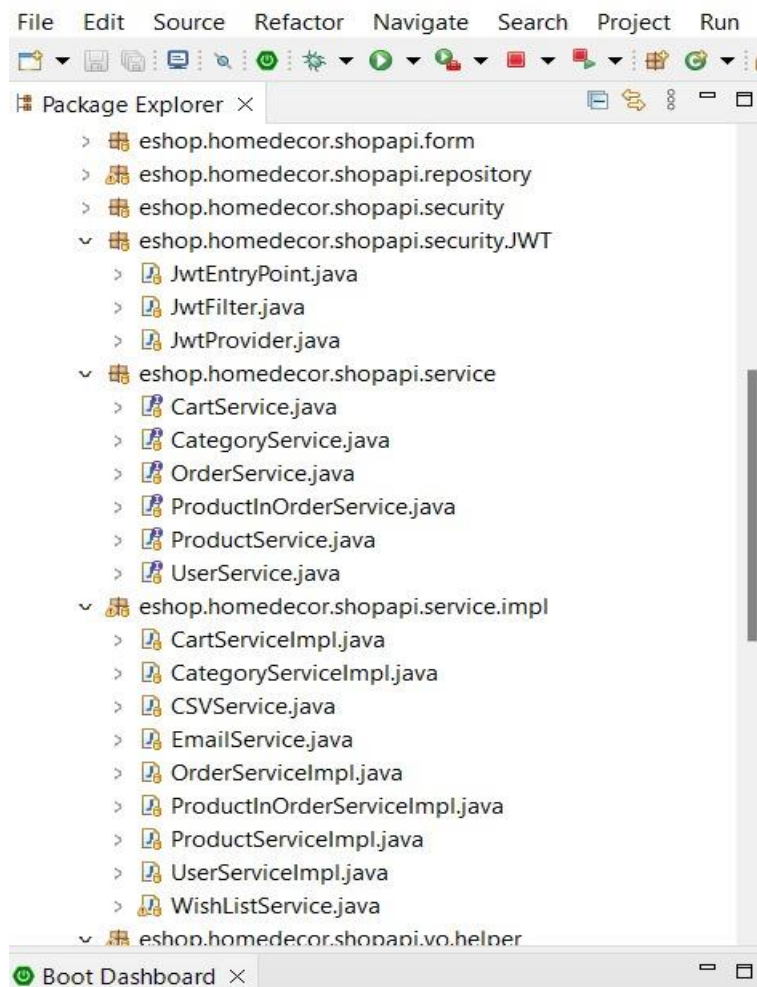 File Edit Source Refactor Navigate Search Project Run
Package Explorer
eshop.homedecor.shopapi.form
eshop.homedecor.shopapi.repository
eshop.homedecor.shopapi.security
eshop.homedecor.shopapi.security.JWT
JwtEntryPoint.java
JwtFilter.java
JwtProvider.java
eshop.homedecor.shopapi.service
CartService.java
CategoryService.java
OrderService.java
ProductInOrderService.java
ProductService.java
UserService.java
eshop.homedecor.shopapi.service.impl
CartServiceImpl.java
CategoryServiceImpl.java
CSVService.java
EmailService.java
OrderServiceImpl.java
ProductInOrderServiceImpl.java
ProductServiceImpl.java
UserServiceImpl.java
WishListService.java
eshop.homedecor.shopapi.vo.helper
Boot Dashboard